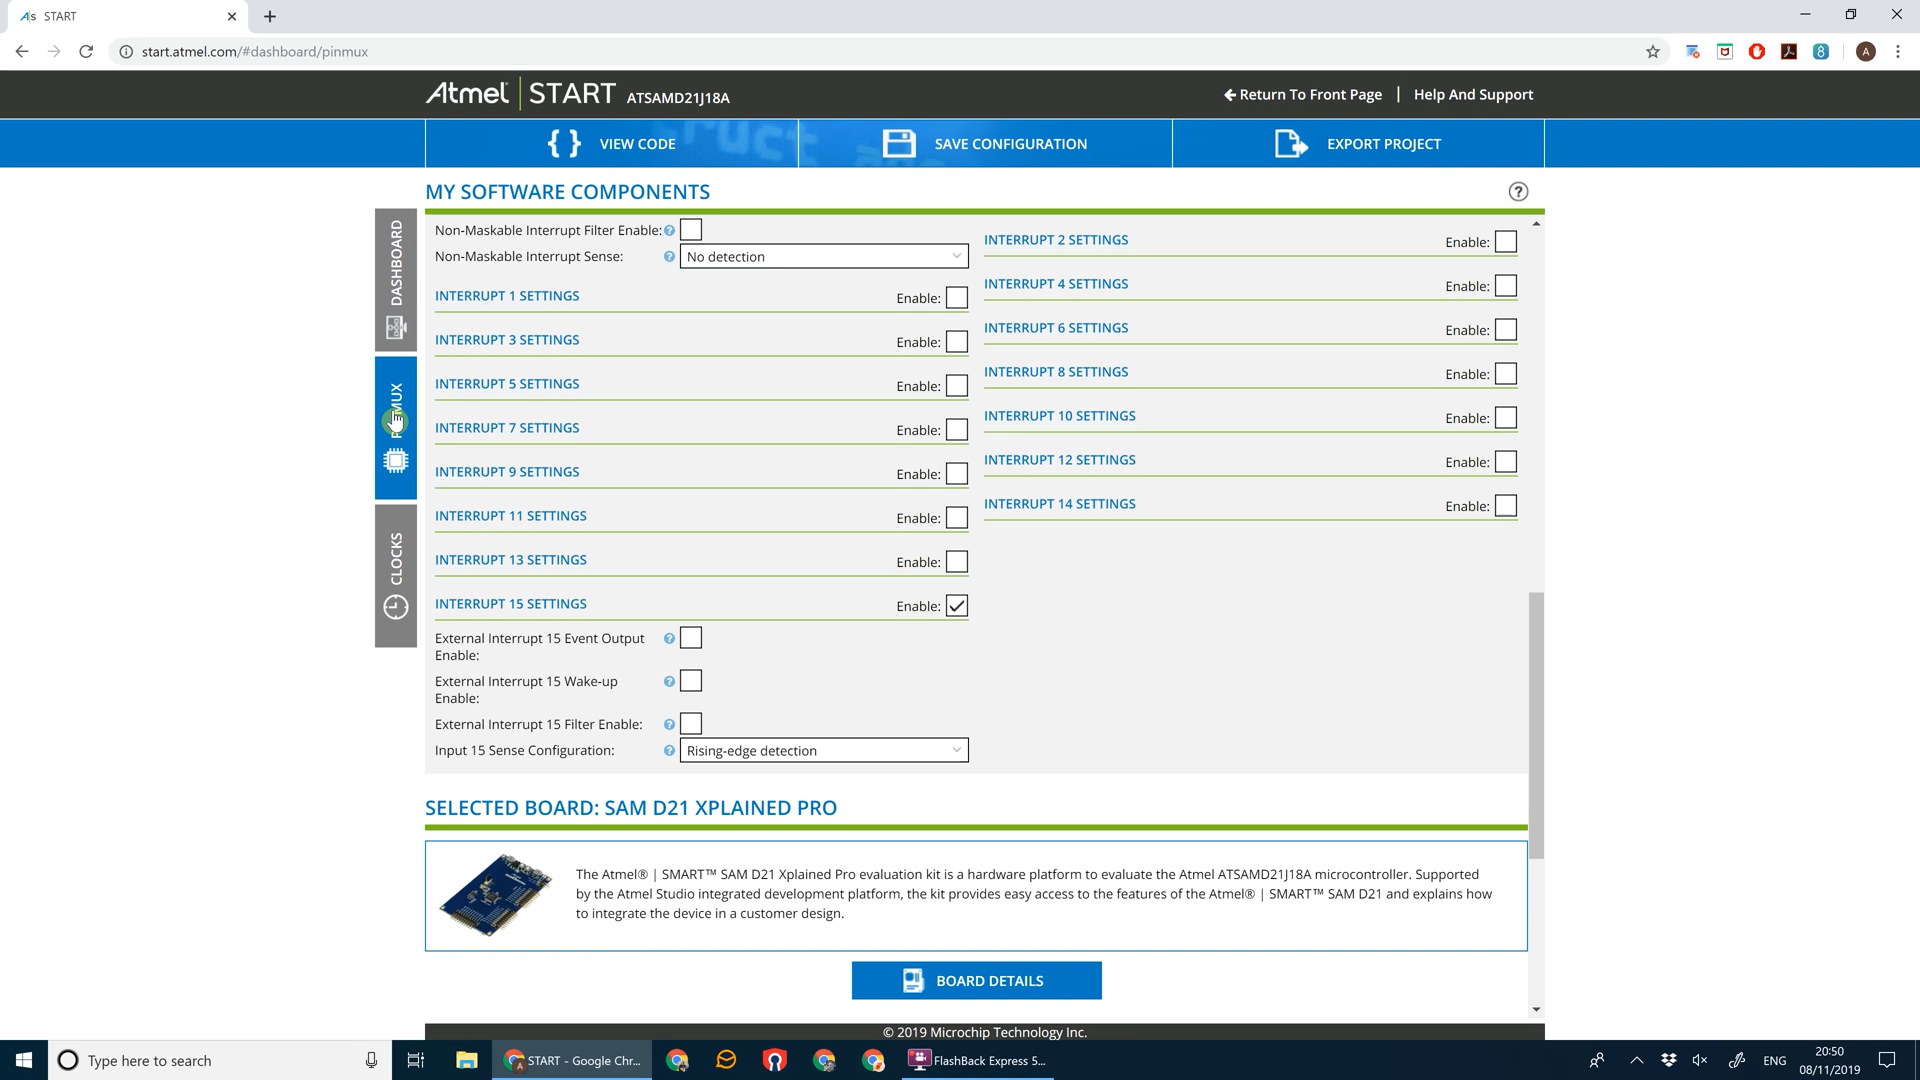 START
start.atmel.com/#dashboard/pinmux
A
Atmel START ATSAMD21J18A
Return To Front Page | Help And Support
VIEW CODE
SAVE CONFIGURATION
EXPORT PROJECT
MY SOFTWARE COMPONENTS
DASHBOARD
CLOCKS
Non-Maskable Interrupt Filter Enable:
Non-Maskable Interrupt Sense: No detection
INTERRUPT 1 SETTINGS Enable:
INTERRUPT 3 SETTINGS Enable:
INTERRUPT 5 SETTINGS Enable:
INTERRUPT 7 SETTINGS Enable:
INTERRUPT 9 SETTINGS Enable:
INTERRUPT 11 SETTINGS Enable:
INTERRUPT 13 SETTINGS Enable:
INTERRUPT 15 SETTINGS Enable:
External Interrupt 15 Event Output
Enable:
External Interrupt 15 Wake-up
Enable:
External Interrupt 15 Filter Enable:
Input 15 Sense Configuration: Rising-edge detection
INTERRUPT 2 SETTINGS Enable:
INTERRUPT 4 SETTINGS Enable:
INTERRUPT 6 SETTINGS Enable:
INTERRUPT 8 SETTINGS Enable:
INTERRUPT 10 SETTINGS Enable:
INTERRUPT 12 SETTINGS Enable:
INTERRUPT 14 SETTINGS Enable:
SELECTED BOARD: SAM D21 XPLAINED PRO
The Atmel® | SMART™ SAM D21 Xplained Pro evaluation kit is a hardware platform to evaluate the Atmel ATSAMD21J18A microcontroller. Supported
by the Atmel Studio integrated development platform, the kit provides easy access to the features of the Atmel® | SMART™ SAM D21 and explains how
to integrate the device in a customer design.
BOARD DETAILS
© 2019 Microchip Technology Inc.
Type here to search
START - Google Chr...
FlashBack Express 5...
ENG
20:50
08/11/2019